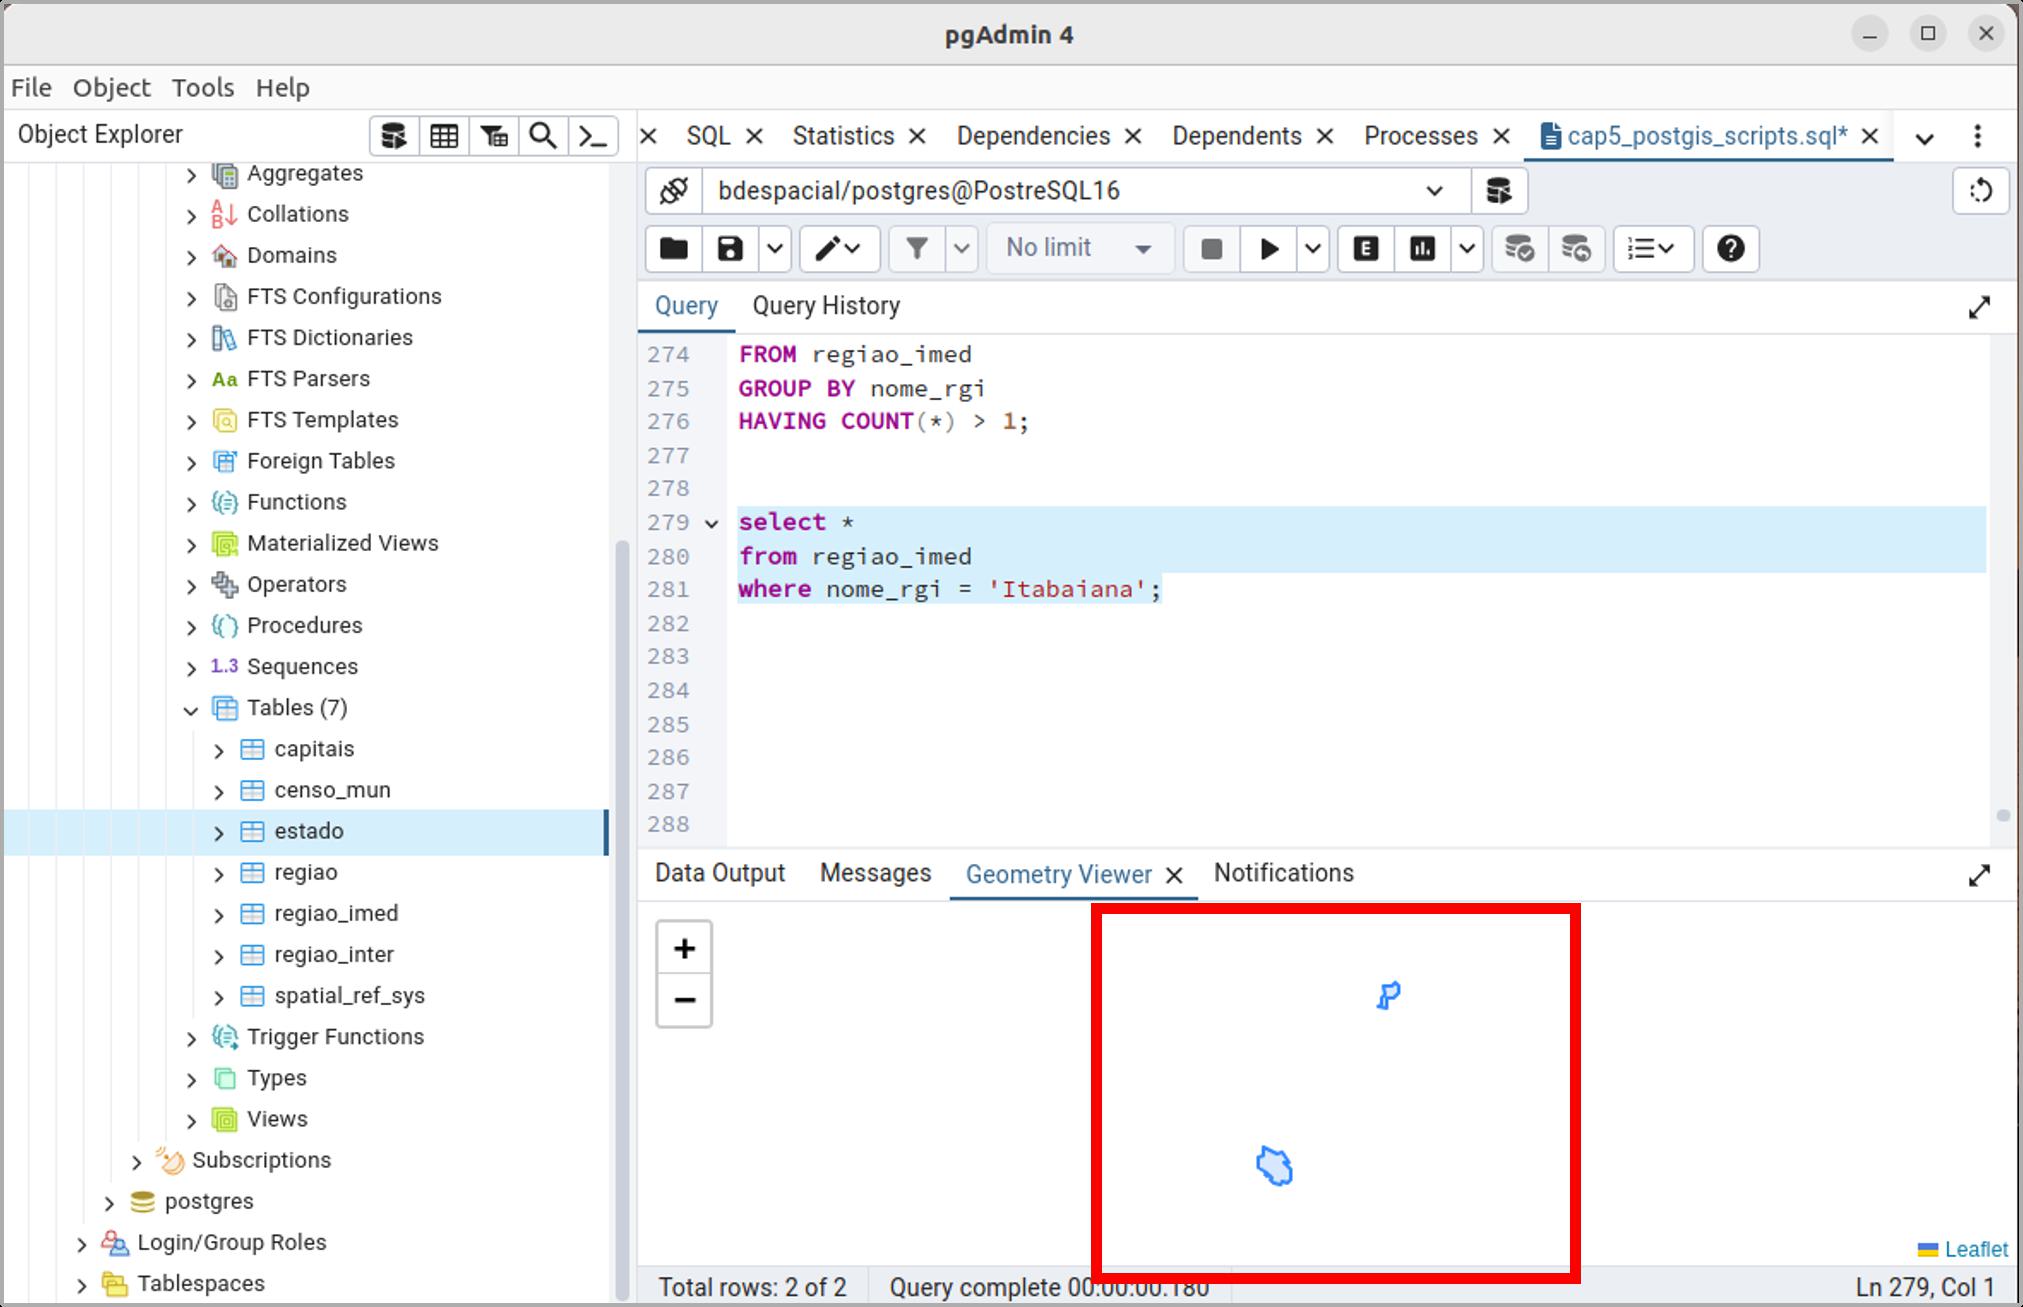 pgAdmin 4
File Object Tools Help
Object Explorer
SQL Statistics Dependencies Dependents Processes cap5_postgis_scripts.sql*
bdespacial/postgres@PostreSQL16
No limit
E
Query Query History
274 FROM regiao_imed
275 GROUP BY nome_rgi
276 HAVING COUNT(*) > 1;
277
278
279 select *
280 from regiao_imed
281 where nome_rgi = 'Itabaiana';
282
283
284
285
286
287
288
Aggregates
Collations
Domains
FTS Configurations
FTS Dictionaries
Aa FTS Parsers
FTS Templates
Foreign Tables
Functions
Materialized Views
Operators
Procedures
1..3 Sequences
Tables (7)
capitais
censo_mun
estado
regiao
regiao_imed
regiao_inter
spatial_ref_sys
Trigger Functions
Types
Views
Subscriptions
postgres
Login/Group Roles
Tablespaces
Data Output Messages Geometry Viewer Notifications
+
−
Leaflet
Total rows: 2 of 2 Query complete 00:00:00.180 Ln 279, Col 1